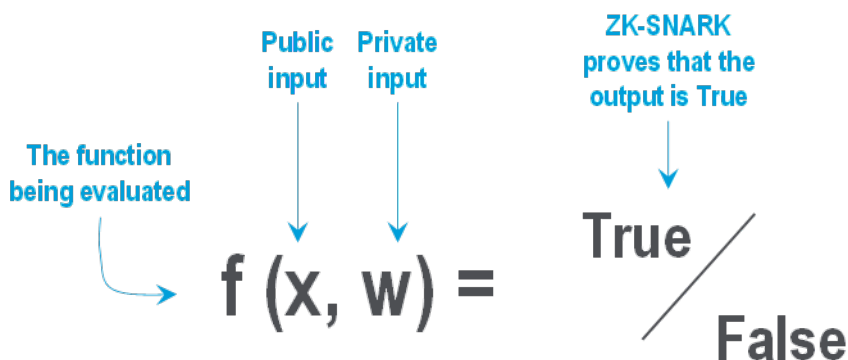 Public
input
Private
input
ZK-SNARK
proves that the
output is True
The function
being evaluated
f (x, w) =
True
False